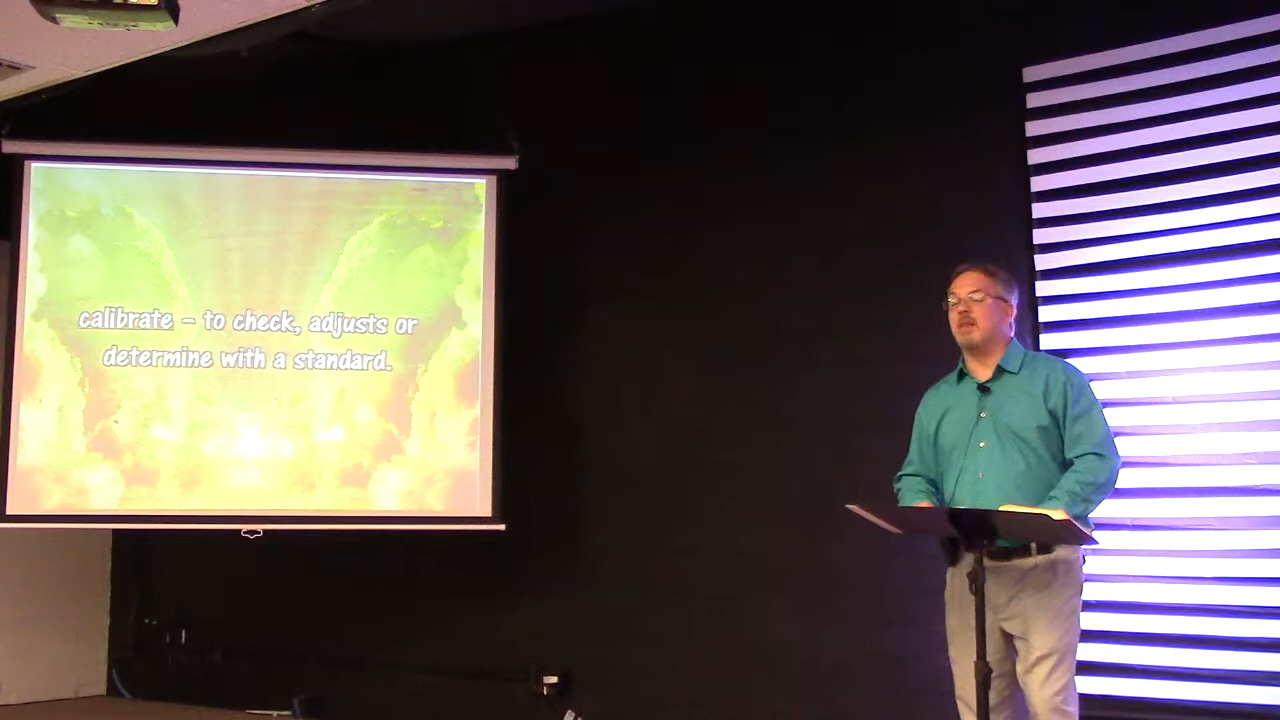 calibrate – to check, adjusts or
determine with a standard.